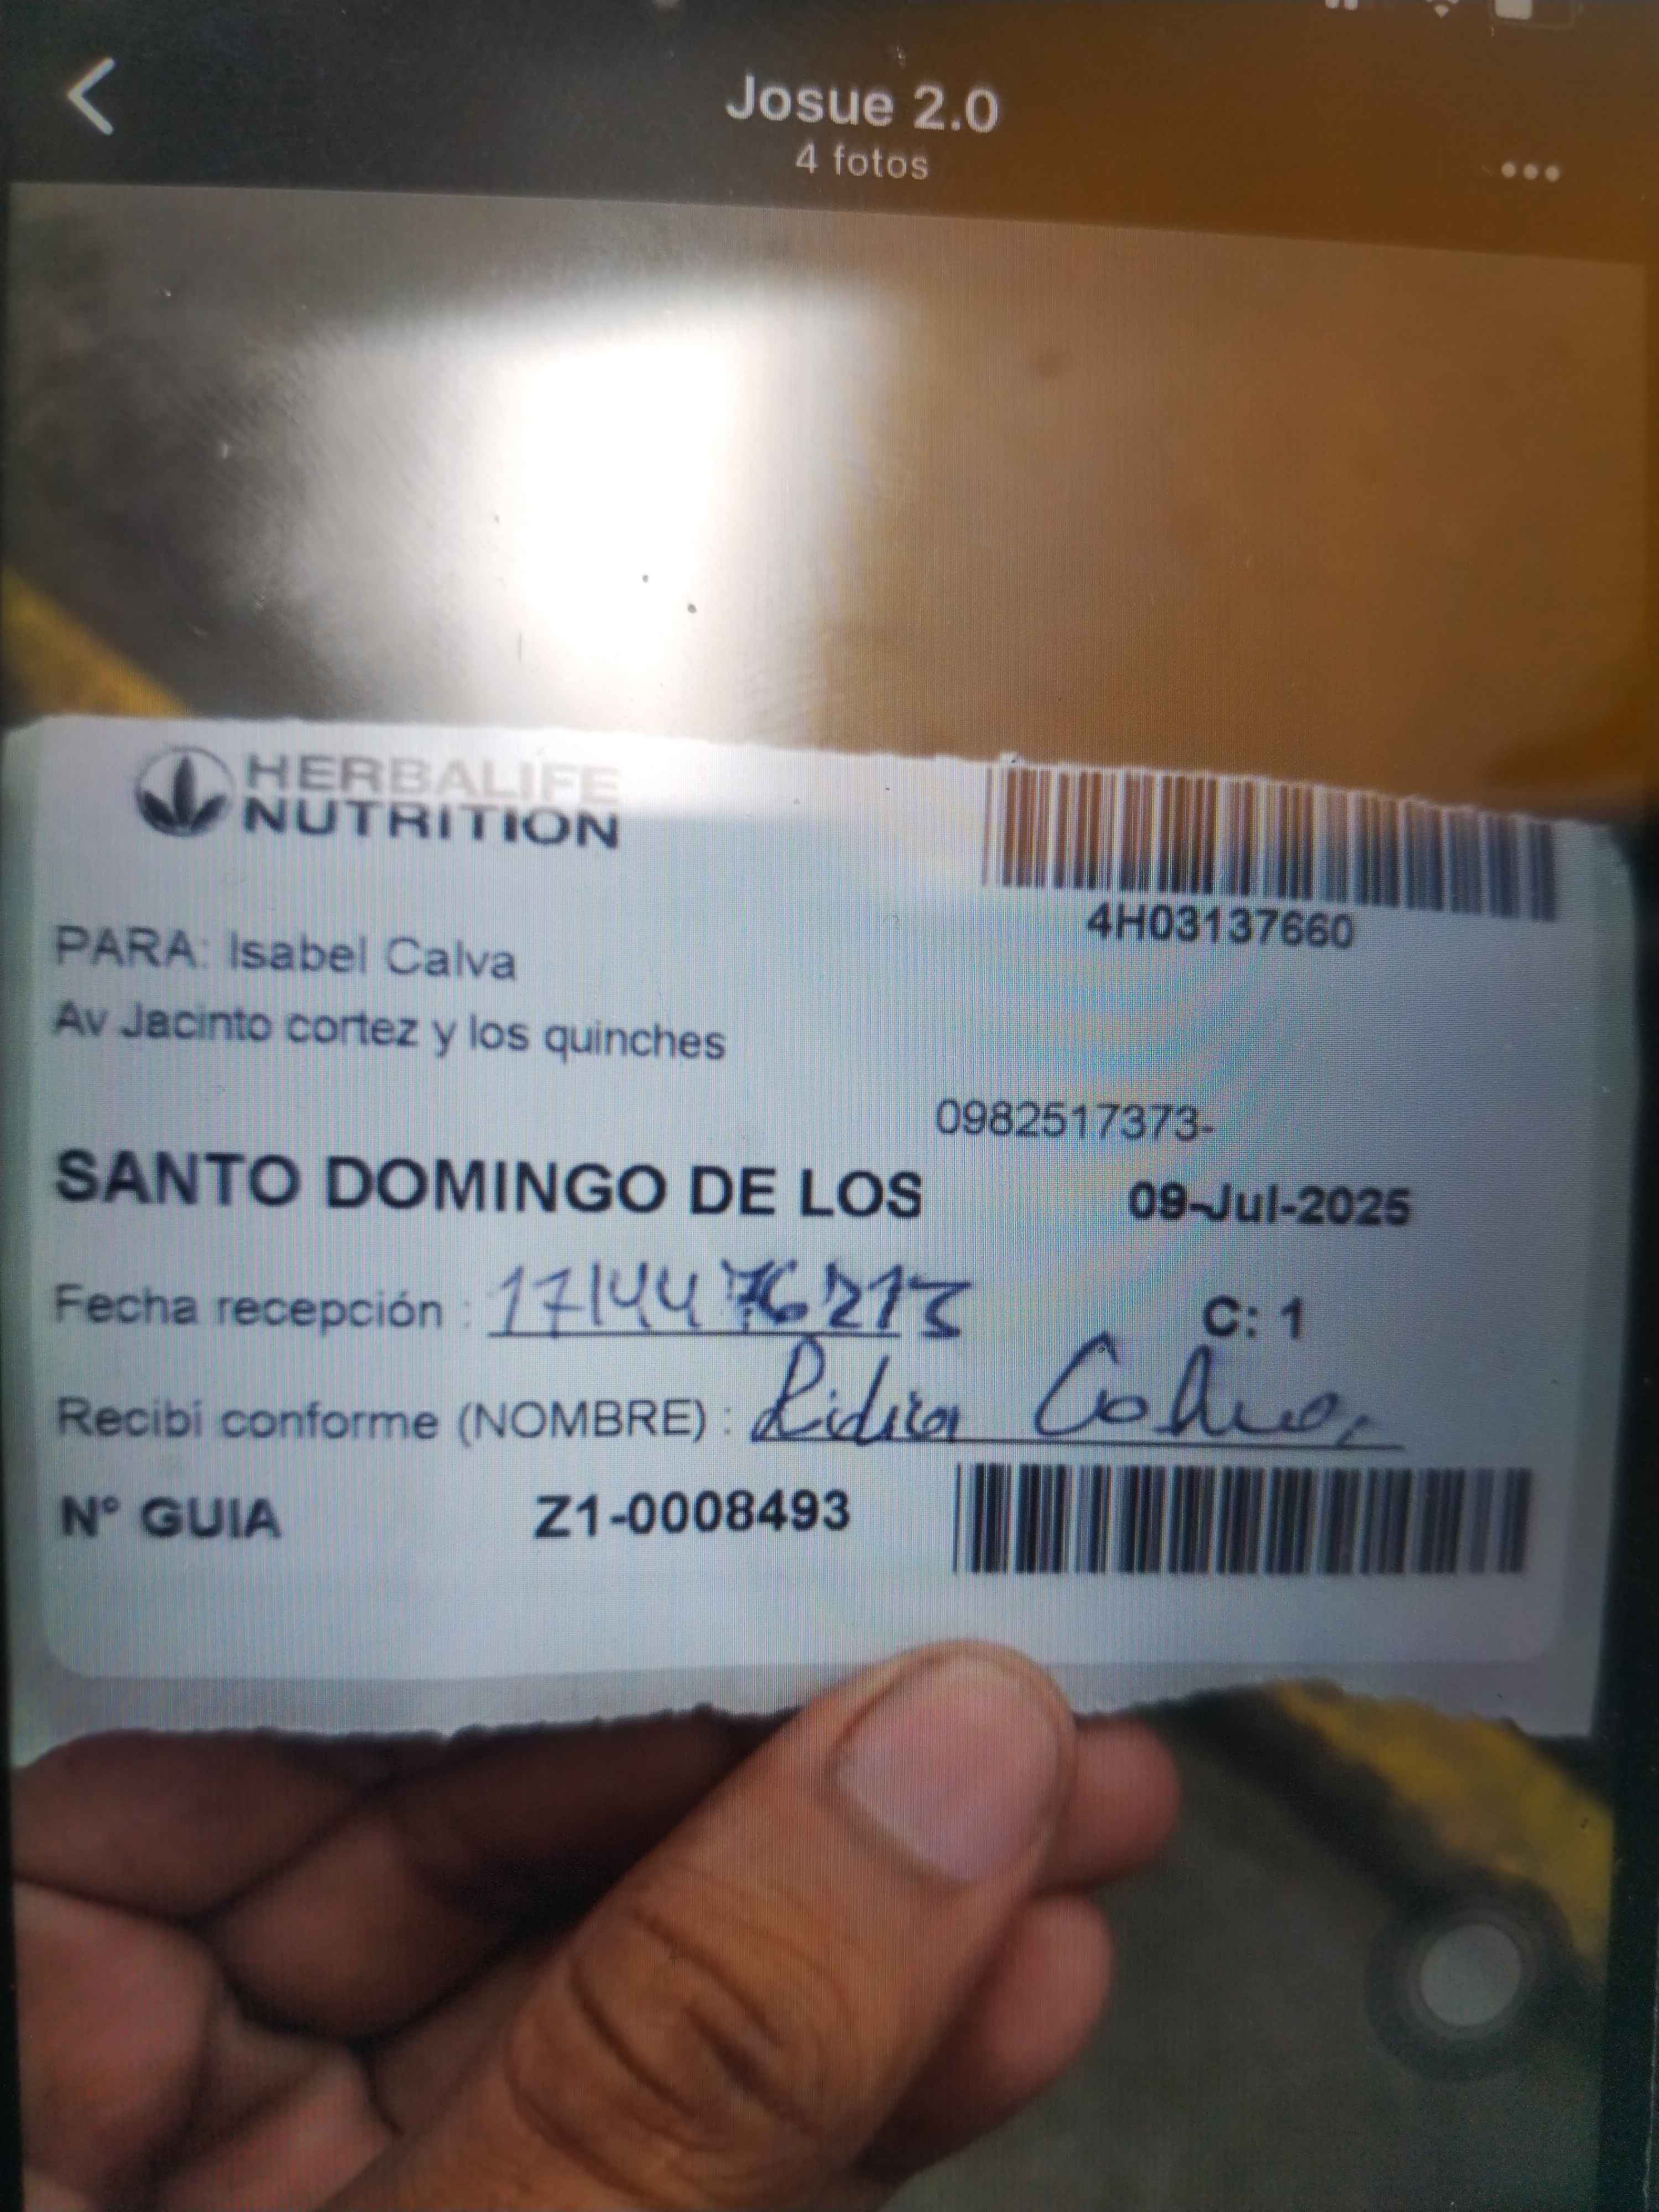 Josue 2.0
4 fotos
HERBALIFE
NUTRITION
4H03137660
PARA: Isabel Calva
Av Jacinto cortez y los quinches
0982517373-
SANTO DOMINGO DE LOS
09-Jul-2025
Fecha recepción :
C: 1
Recibí conforme (NOMBRE) :
Nº GUIA Z1-0008493